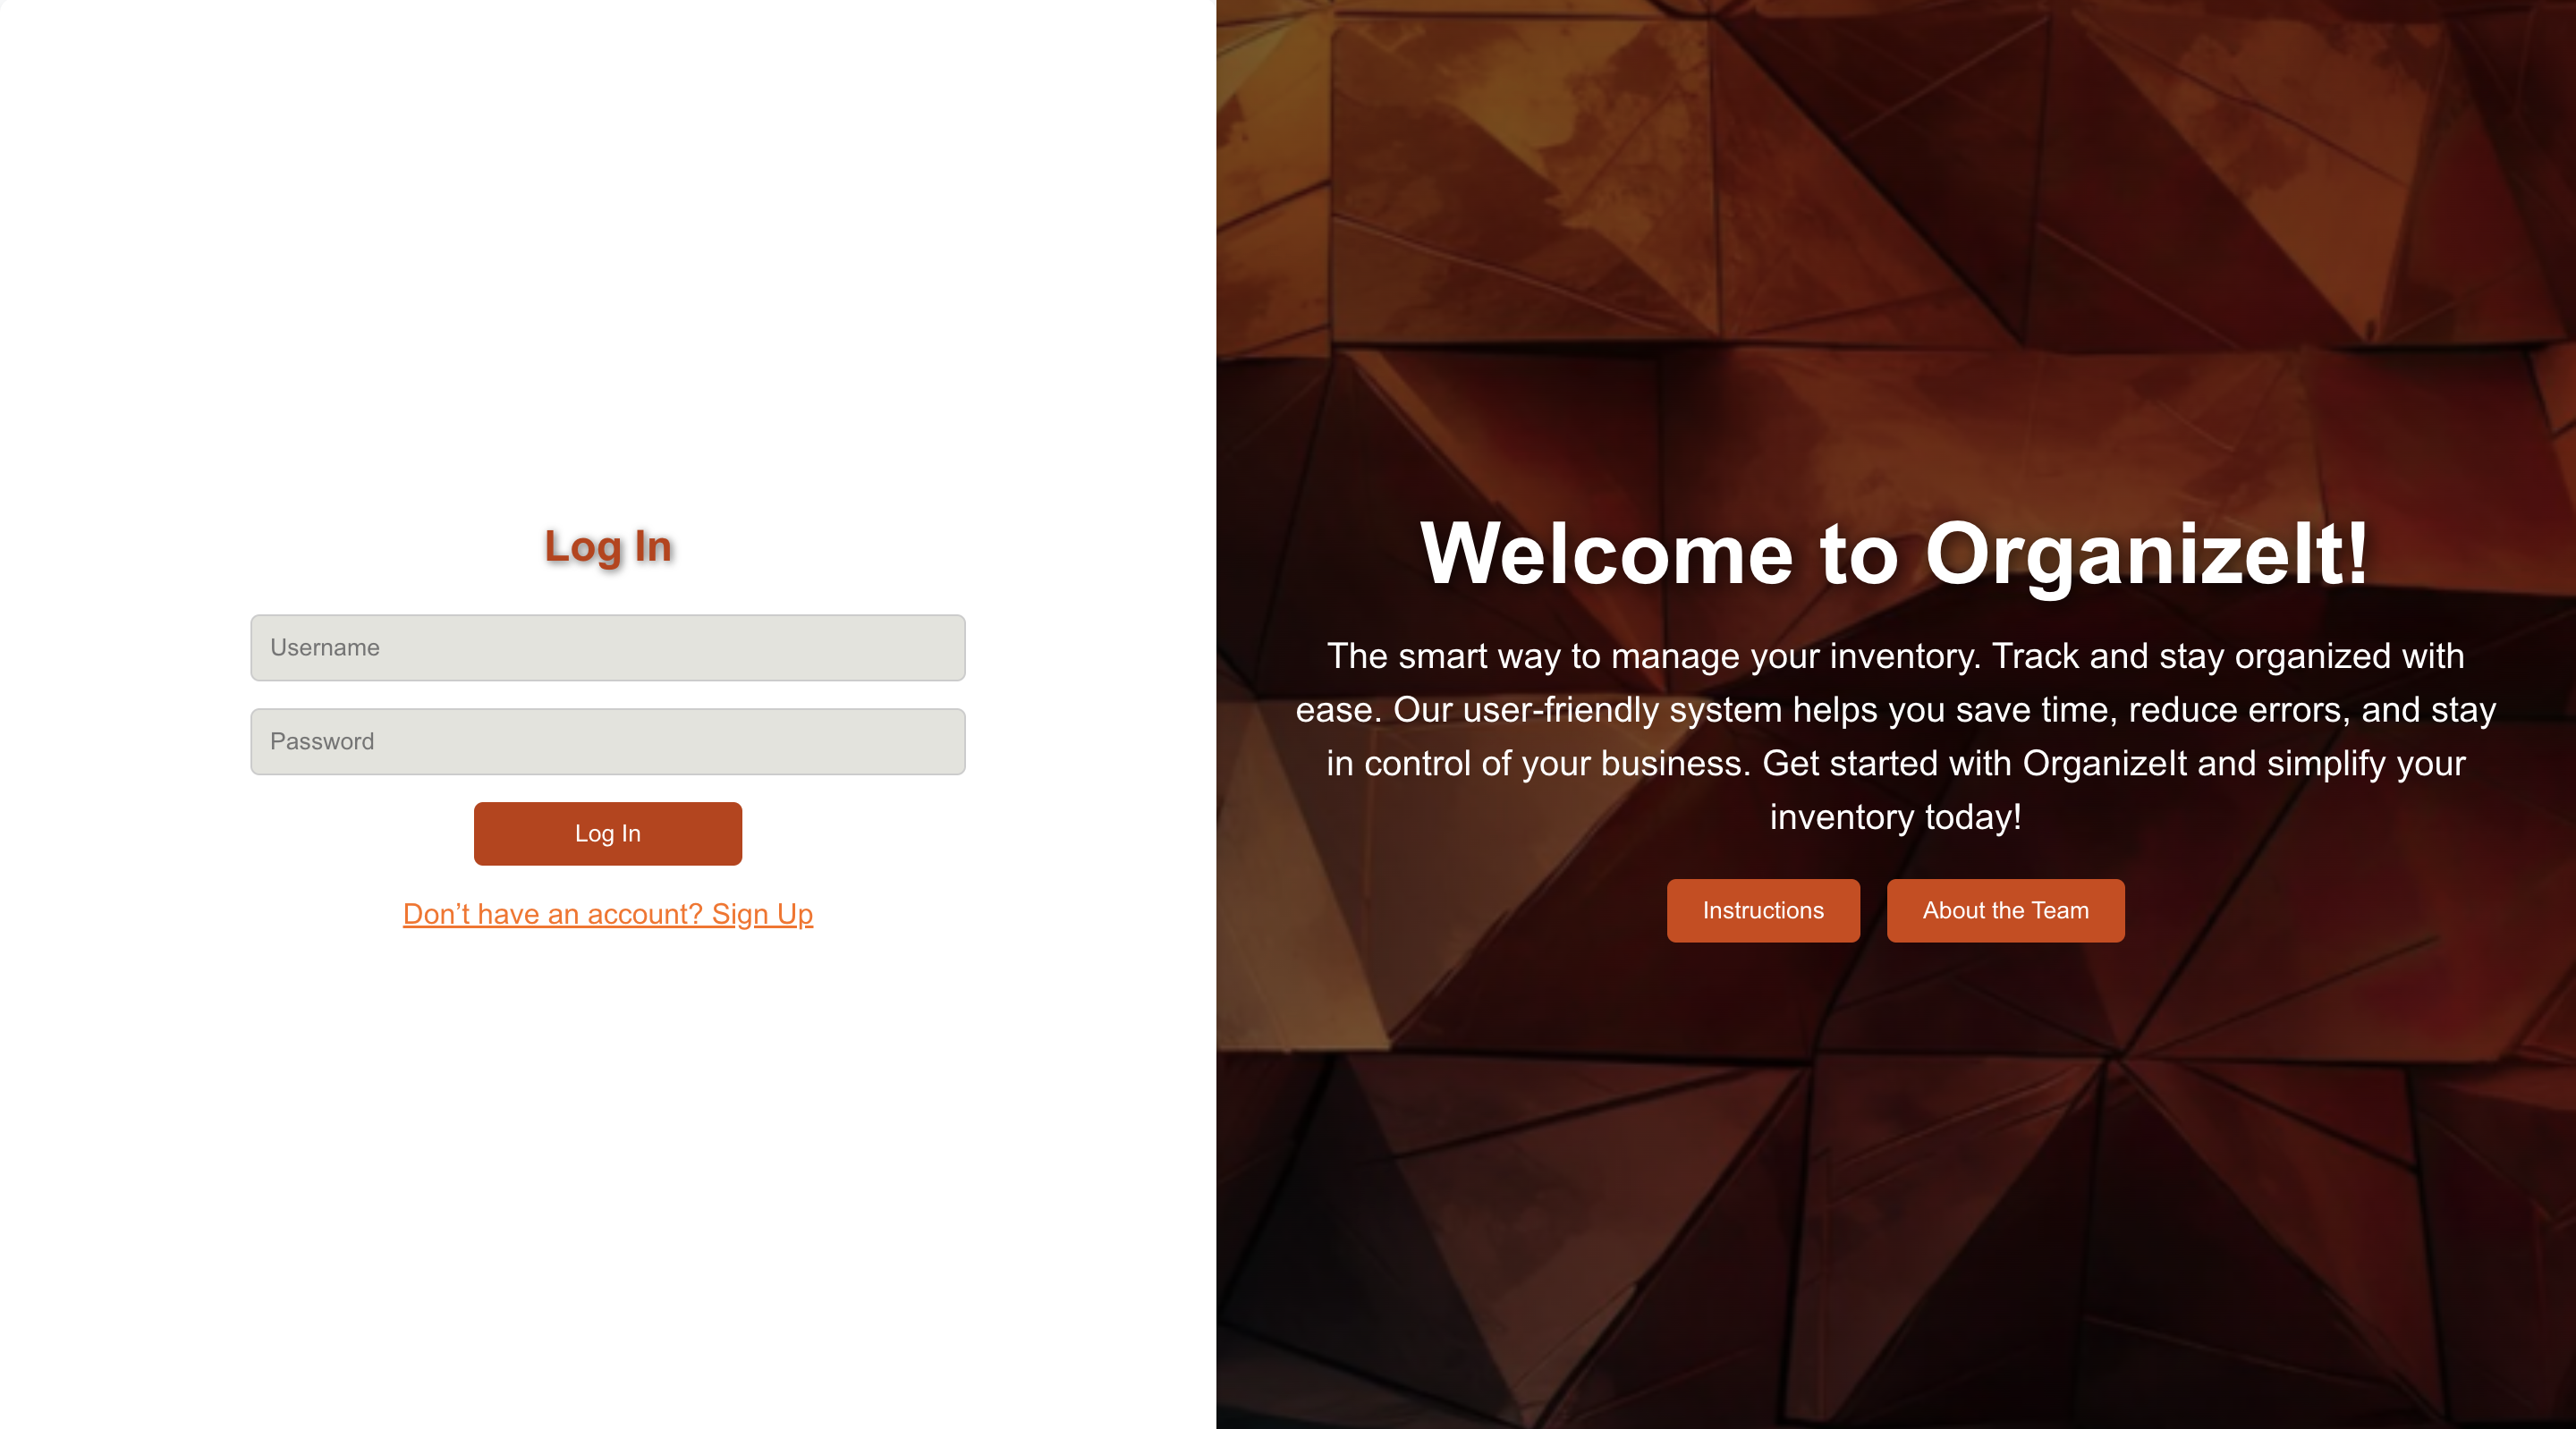 Log In
Username
Password
Log In
Don’t have an account? Sign Up
Welcome to OrganizeIt!
The smart way to manage your inventory. Track and stay organized with
ease. Our user-friendly system helps you save time, reduce errors, and stay
in control of your business. Get started with OrganizeIt and simplify your
inventory today!
Instructions
About the Team